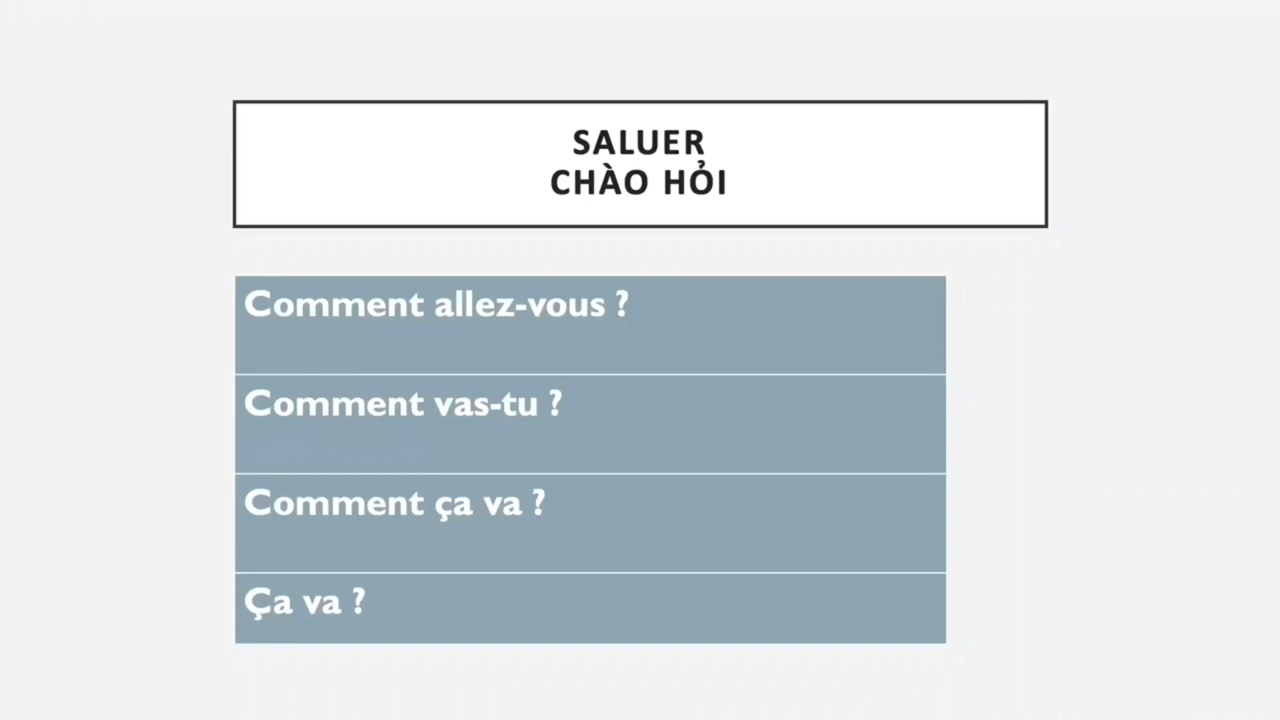 SALUER
CHÀO HỎI
Comment allez-vous ?
Comment vas-tu ?
Comment ça va ?
Ça va ?